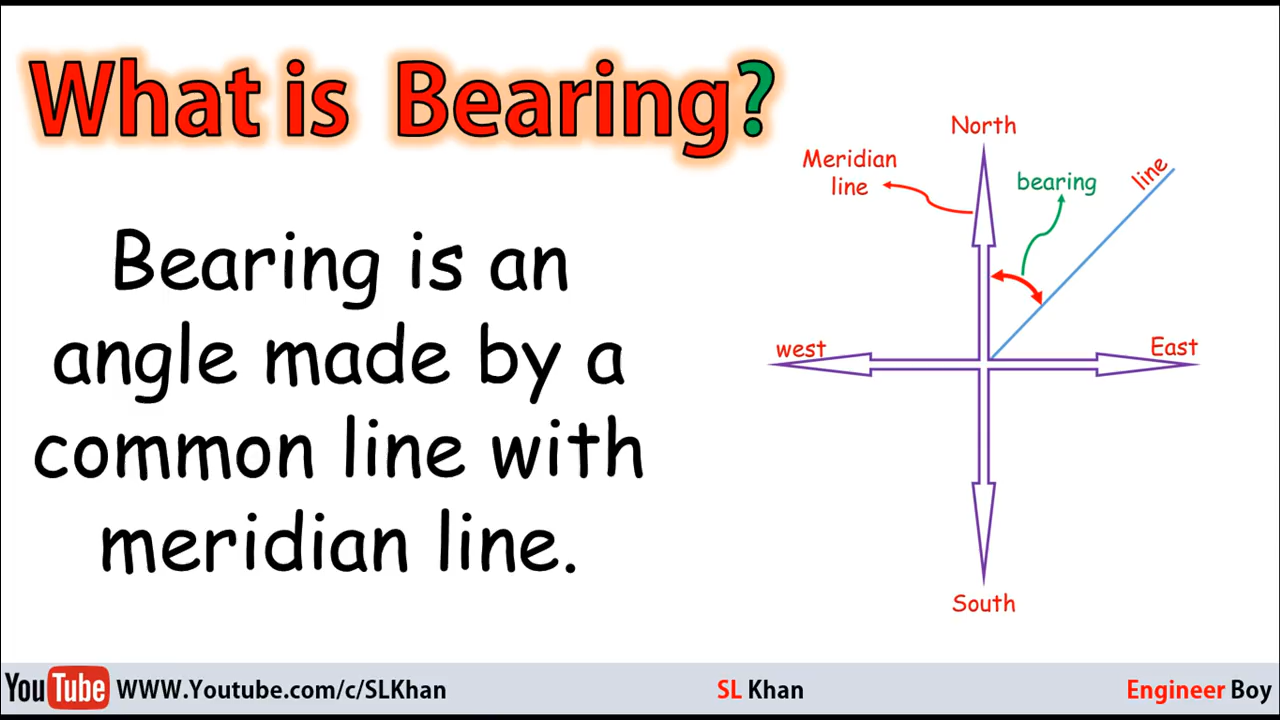 What is Bearing?
Bearing is an
angle made by a
common line with
meridian line.
North
Meridian
line
bearing
line
west
East
South
YouTube WWW.Youtube.com/c/SLKhan
SL Khan
Engineer Boy